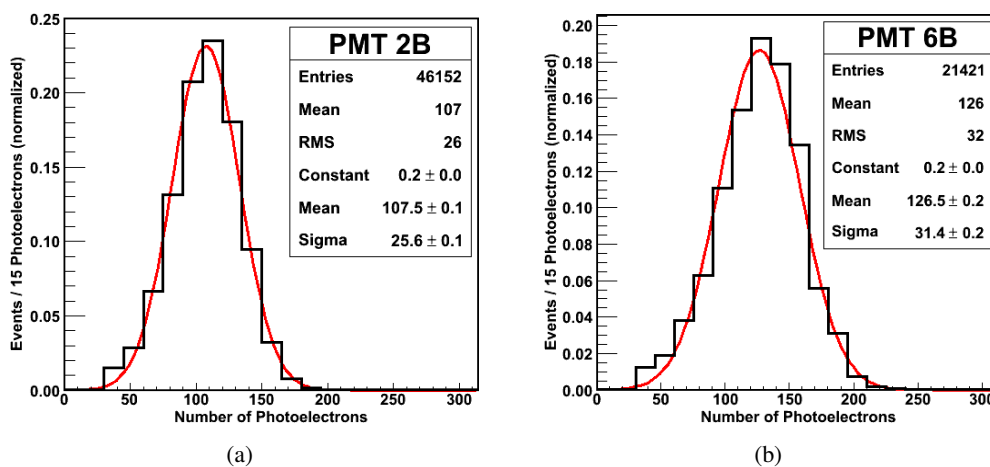 PMT 2B
Entries 46152
Mean 107
RMS 26
Constant 0.2 ± 0.0
Mean 107.5 ± 0.1
Sigma 25.6 ± 0.1
Events / 15 Photoelectrons (normalized)
0.25
0.20
0.15
0.10
0.05
0.00
0 50 100 150 200 250 300
Number of Photoelectrons
(a)
PMT 6B
Entries 21421
Mean 126
RMS 32
Constant 0.2 ± 0.0
Mean 126.5 ± 0.2
Sigma 31.4 ± 0.2
Events / 15 Photoelectrons (normalized)
0.20
0.18
0.16
0.14
0.12
0.10
0.08
0.06
0.04
0.02
0.00
0 50 100 150 200 250 300
Number of Photoelectrons
(b)